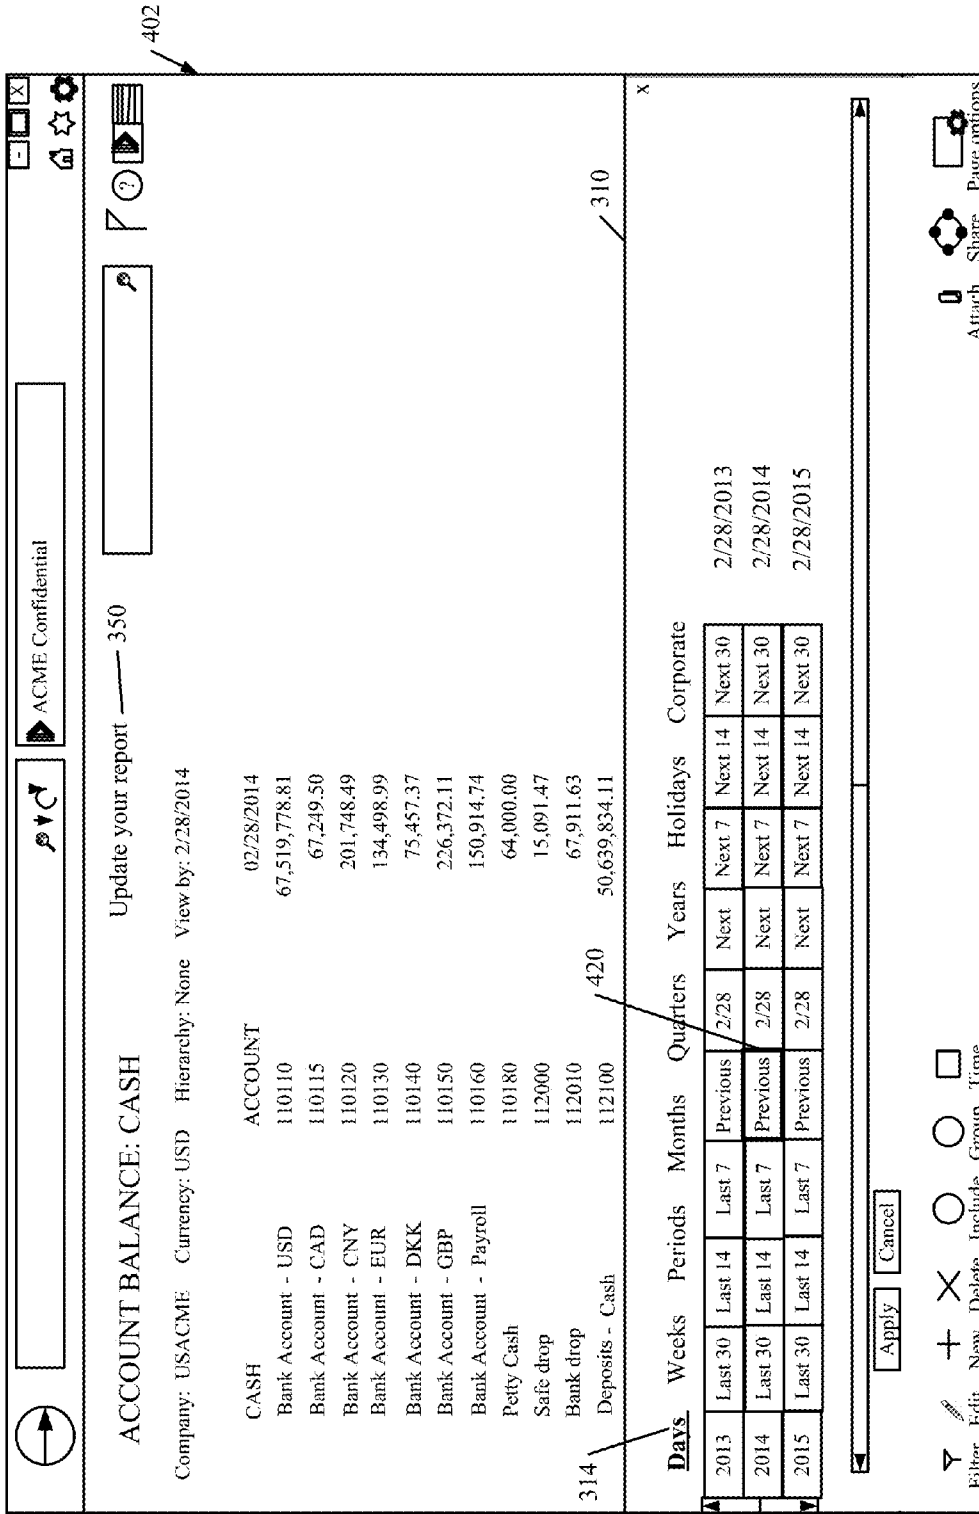 402
- X
ACME Confidential
ACCOUNT BALANCE: CASH Update your report 350 ?
Company: USACME Currency: USD Hierarchy: None View by: 2/28/2014
CASH ACCOUNT 02/28/2014
Bank Account - USD 110110 67,519,778.81
Bank Account - CAD 110115 67,249.50
Bank Account - CNY 110120 201,748.49
Bank Account - EUR 110130 134,498.99
Bank Account - DKK 110140 75,457.37
Bank Account - GBP 110150 226,372.11
Bank Account - Payroll 110160 150,914.74
Petty Cash 110180 64,000.00
Safe drop 112000 15,091.47
Bank drop 112010 67,911.63
Deposits - Cash 112100 50,639,834.11
314 420 310
X
Days Weeks Periods Months Quarters Years Holidays Corporate
2013 Last 30 Last 14 Last 7 Previous 2/28 Next Next 7 Next 14 Next 30 2/28/2013
2014 Last 30 Last 14 Last 7 Previous 2/28 Next Next 7 Next 14 Next 30 2/28/2014
2015 Last 30 Last 14 Last 7 Previous 2/28 Next Next 7 Next 14 Next 30 2/28/2015
Apply Cancel
Filter Edit New Delete Include Group Time Attach Share Page options